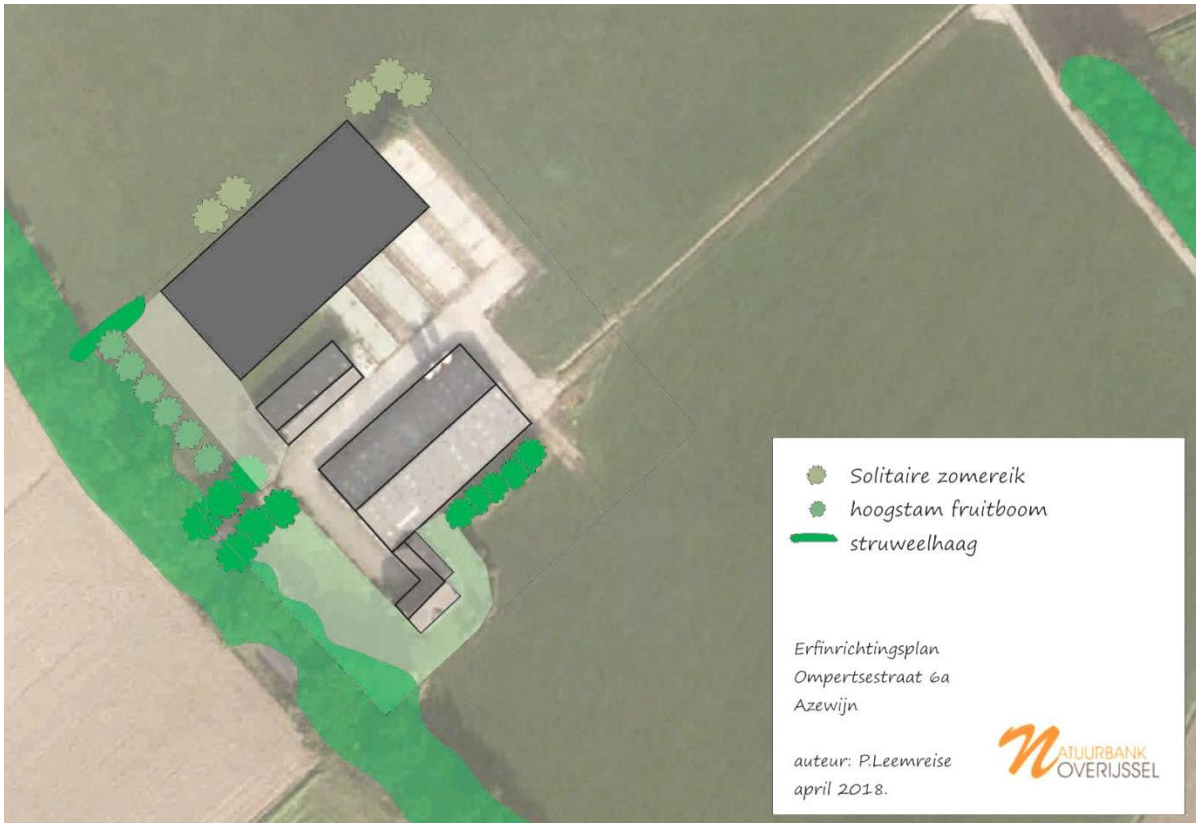 Solitaire zomereik
hoogstam fruitboom
struweelhaag
Erfinrichtingsplan
Ompertsestraat 6a
Azewijn
auteur: P.Leemreise
april 2018.
NATUURBANK
OVERIJSSEL